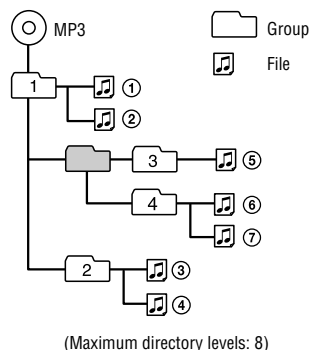 MP3
Group
File
1
①
②
3
⑤
4
⑥
⑦
2
③
④
(Maximum directory levels: 8)